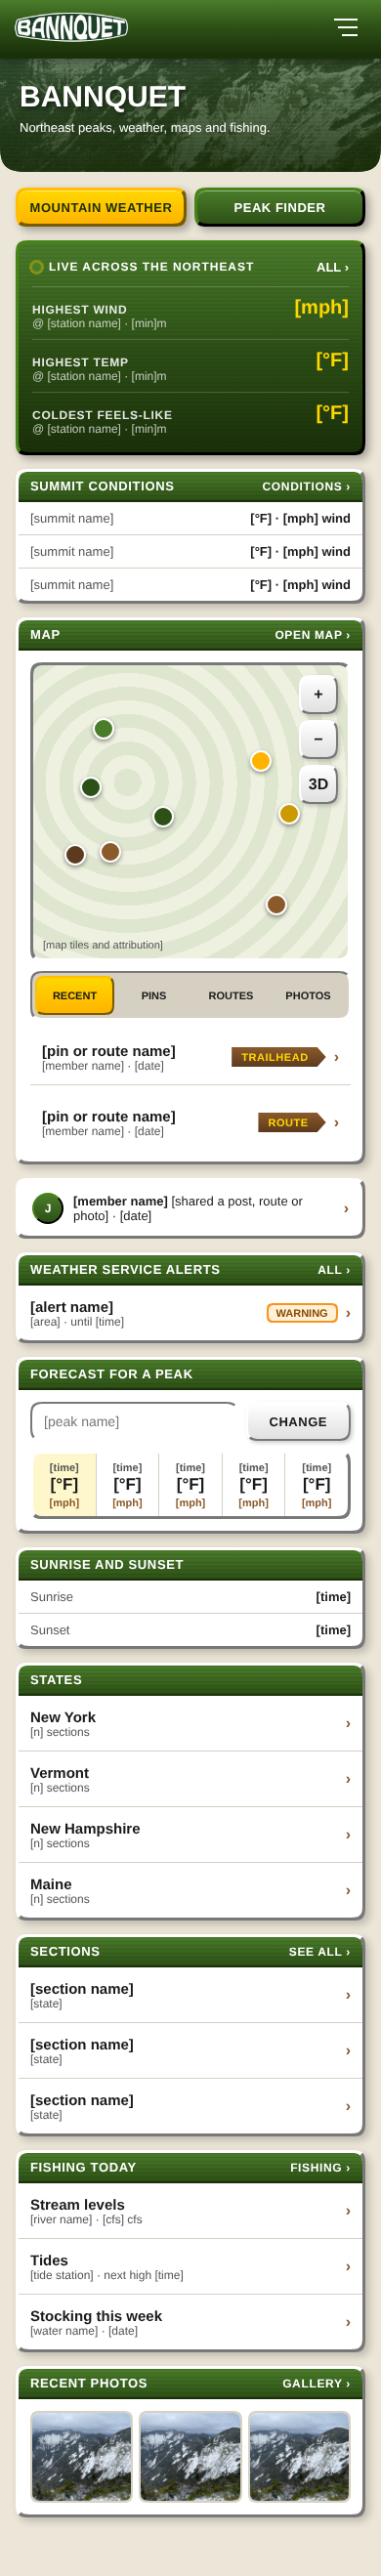 BANNQUET
BANNQUET
Northeast peaks, weather, maps and fishing.
MOUNTAIN WEATHER
PEAK FINDER
LIVE ACROSS THE NORTHEAST
ALL ›
HIGHEST WIND
[mph]
@ [station name] · [min]m
HIGHEST TEMP
[°F]
@ [station name] · [min]m
COLDEST FEELS-LIKE
[°F]
@ [station name] · [min]m
SUMMIT CONDITIONS
CONDITIONS ›
[summit name]
[°F] · [mph] wind
[summit name]
[°F] · [mph] wind
[summit name]
[°F] · [mph] wind
MAP
OPEN MAP ›
+
−
3D
[map tiles and attribution]
RECENT
PINS
ROUTES
PHOTOS
[pin or route name]
[member name] · [date]
TRAILHEAD ›
[pin or route name]
[member name] · [date]
ROUTE ›
J
[member name] [shared a post, route or
photo] · [date]
›
WEATHER SERVICE ALERTS
ALL ›
[alert name]
[area] · until [time]
WARNING ›
FORECAST FOR A PEAK
[peak name]
CHANGE
[time] [time] [time] [time] [time]
[°F] [°F] [°F] [°F] [°F]
[mph] [mph] [mph] [mph] [mph]
SUNRISE AND SUNSET
Sunrise
[time]
Sunset
[time]
STATES
New York
[n] sections
›
Vermont
[n] sections
›
New Hampshire
[n] sections
›
Maine
[n] sections
›
SECTIONS
SEE ALL ›
[section name]
[state]
›
[section name]
[state]
›
[section name]
[state]
›
FISHING TODAY
FISHING ›
Stream levels
[river name] · [cfs] cfs
›
Tides
[tide station] · next high [time]
›
Stocking this week
[water name] · [date]
›
RECENT PHOTOS
GALLERY ›